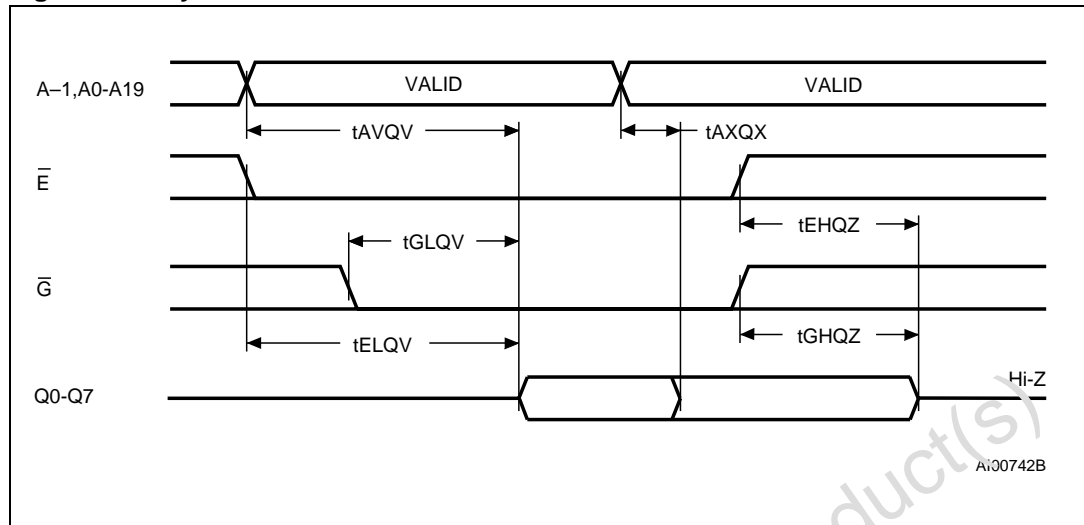 A–1,A0-A19
VALID
VALID
tAVQV
tAXQX
E
tEHQZ
tGLQV
G
tELQV
tGHQZ
Hi-Z
Q0-Q7
AI00742B